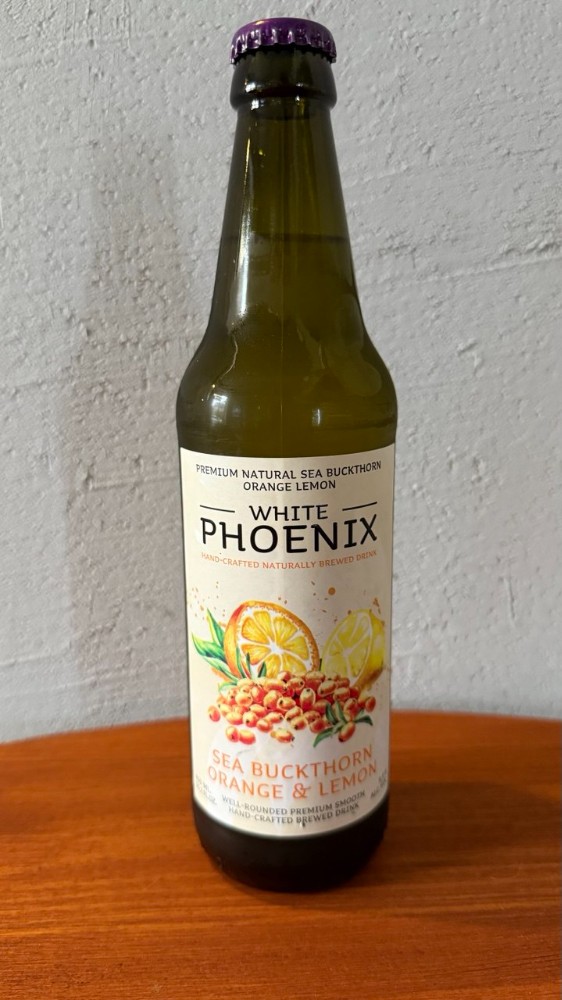 PREMIUM NATURAL SEA BUCKTHORN
ORANGE LEMON
WHITE
PHOENIX
HAND-CRAFTED NATURALLY BREWED DRINK
SEA BUCKTHORN
ORANGE & LEMON
WELL-ROUNDED PREMIUM SMOOTH
HAND-CRAFTED BREWED DRINK